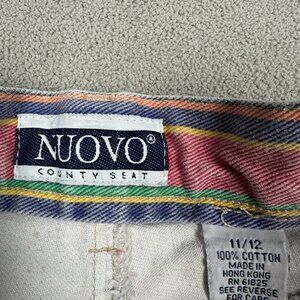 NUOVO®
COUNTY SEAT
11/12
100% COTTON
MADE IN
HONG KONG
RN 61825
SEE REVERSE
FOR CARE